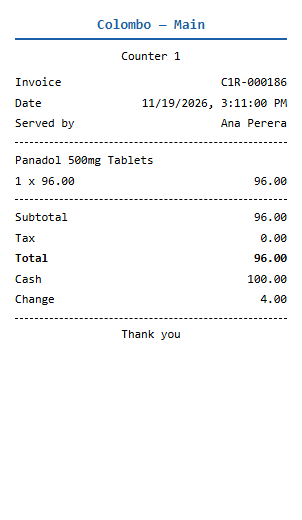 Colombo — Main
Counter 1
Invoice C1R-000186
Date 11/19/2026, 3:11:00 PM
Served by Ana Perera
Panadol 500mg Tablets
1 x 96.00 96.00
Subtotal 96.00
Tax 0.00
Total 96.00
Cash 100.00
Change 4.00
Thank you